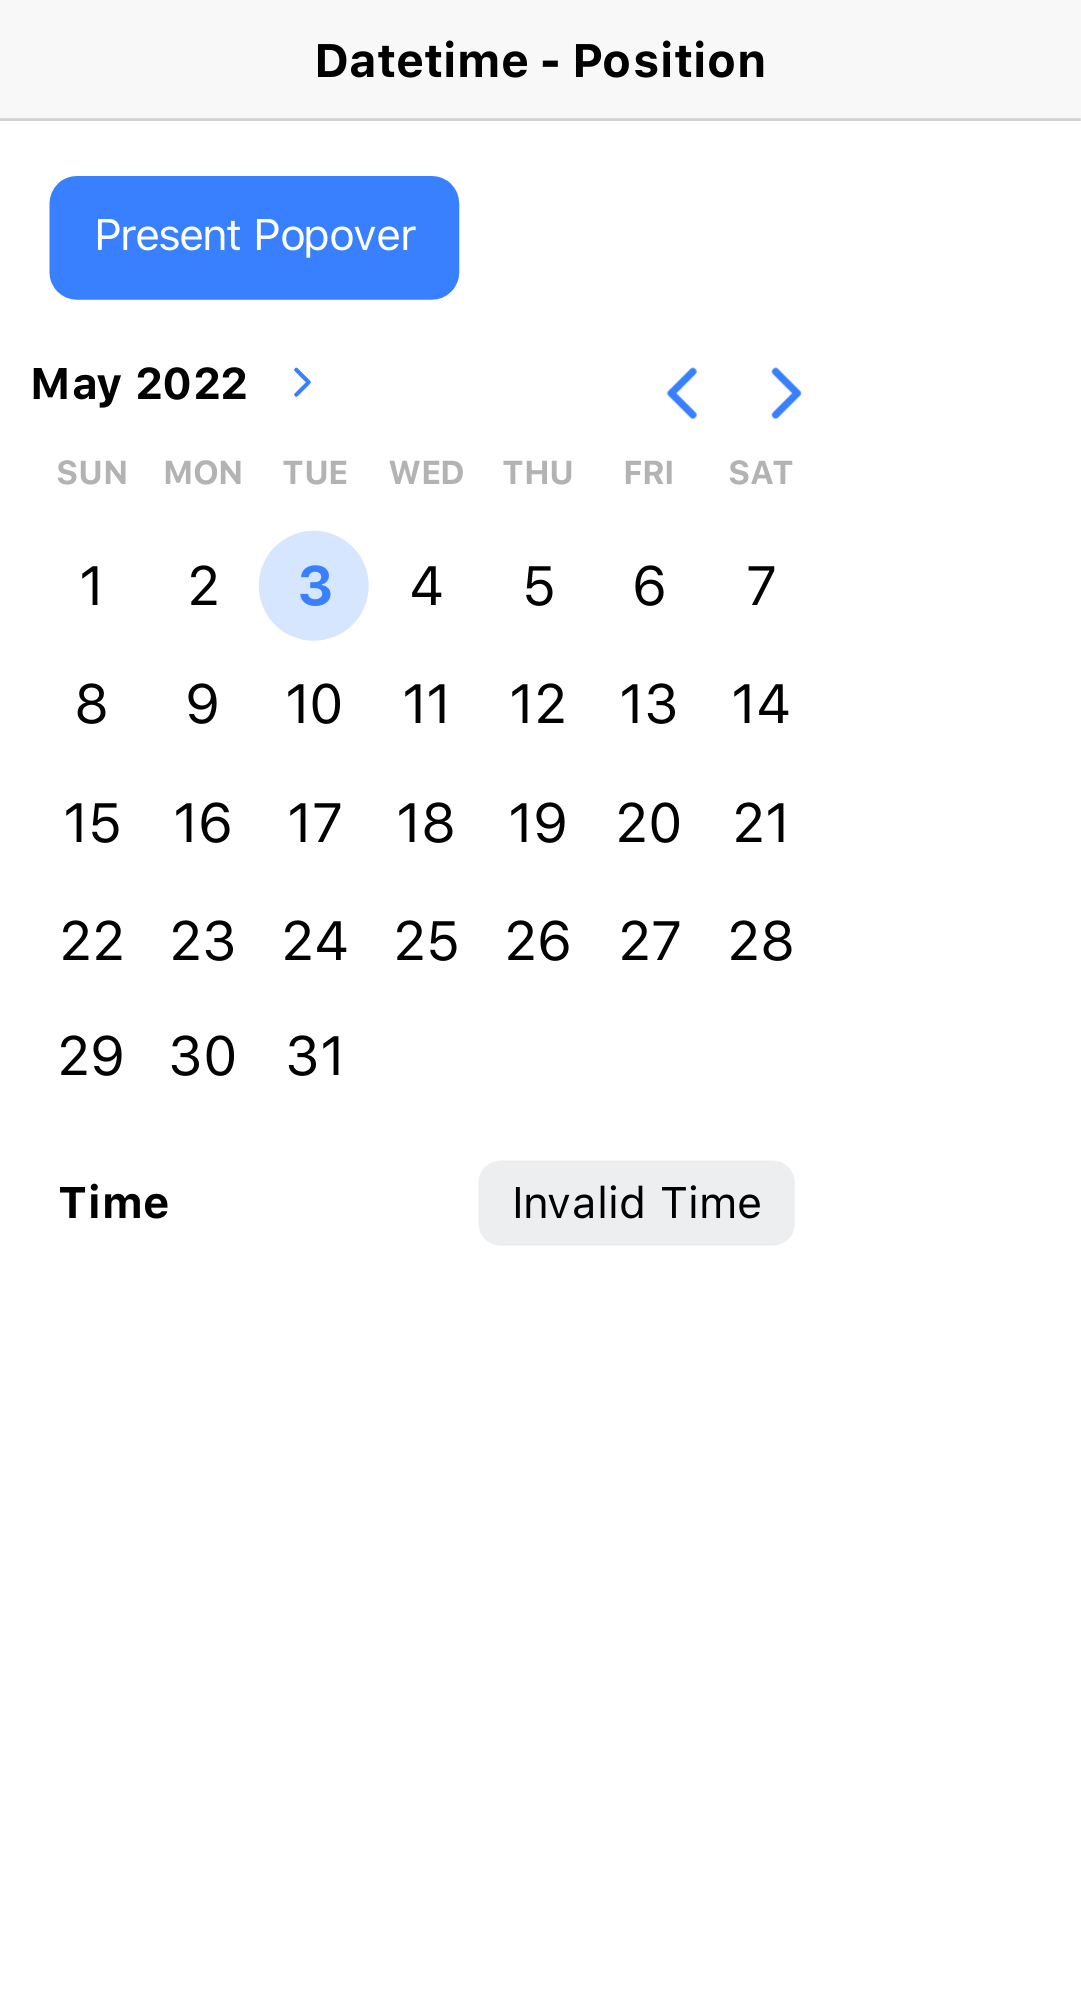 Datetime - Position
Present Popover
May 2022
SUN MON TUE WED THU FRI SAT
1 2 3 4 5 6 7
8 9 10 11 12 13 14
15 16 17 18 19 20 21
22 23 24 25 26 27 28
29 30 31
Time Invalid Time